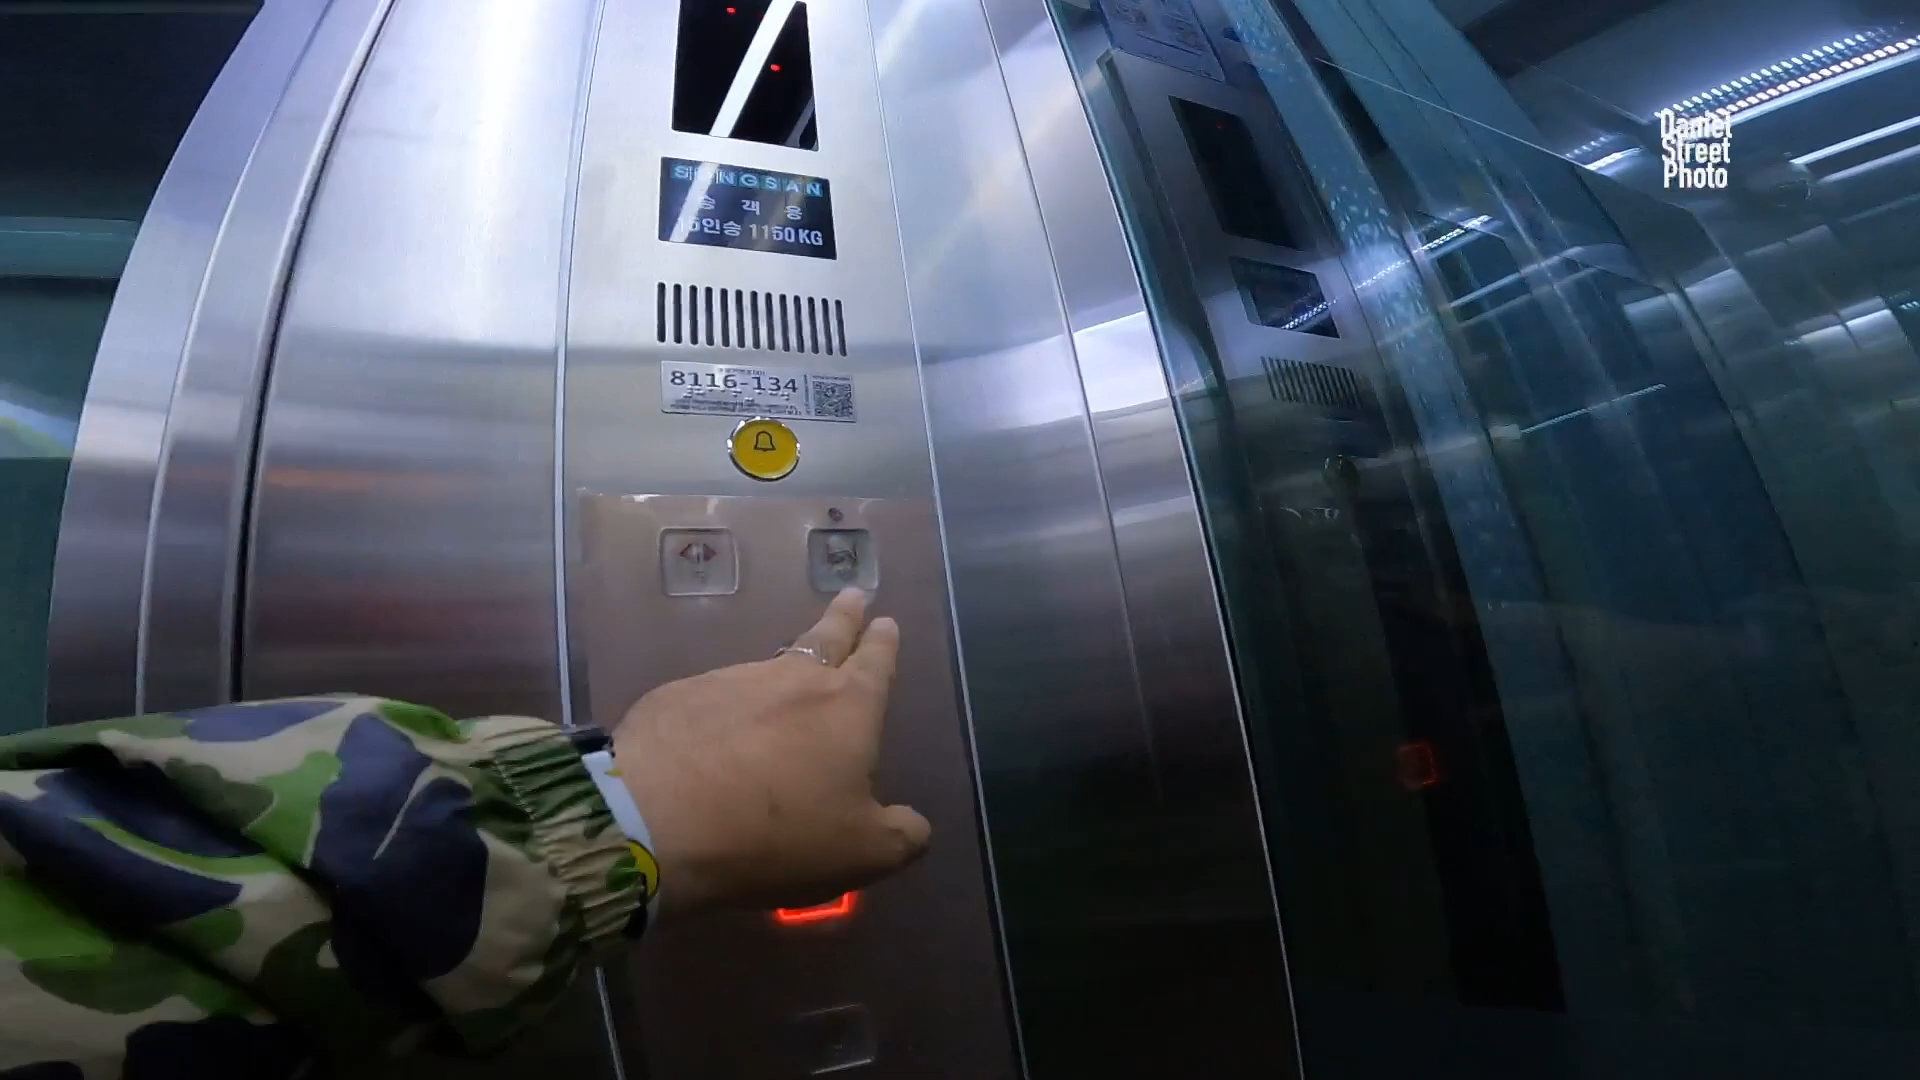 SUNGSAN
승 객 용
15인승 1150KG
8116-134
Daniel
Street
Photo